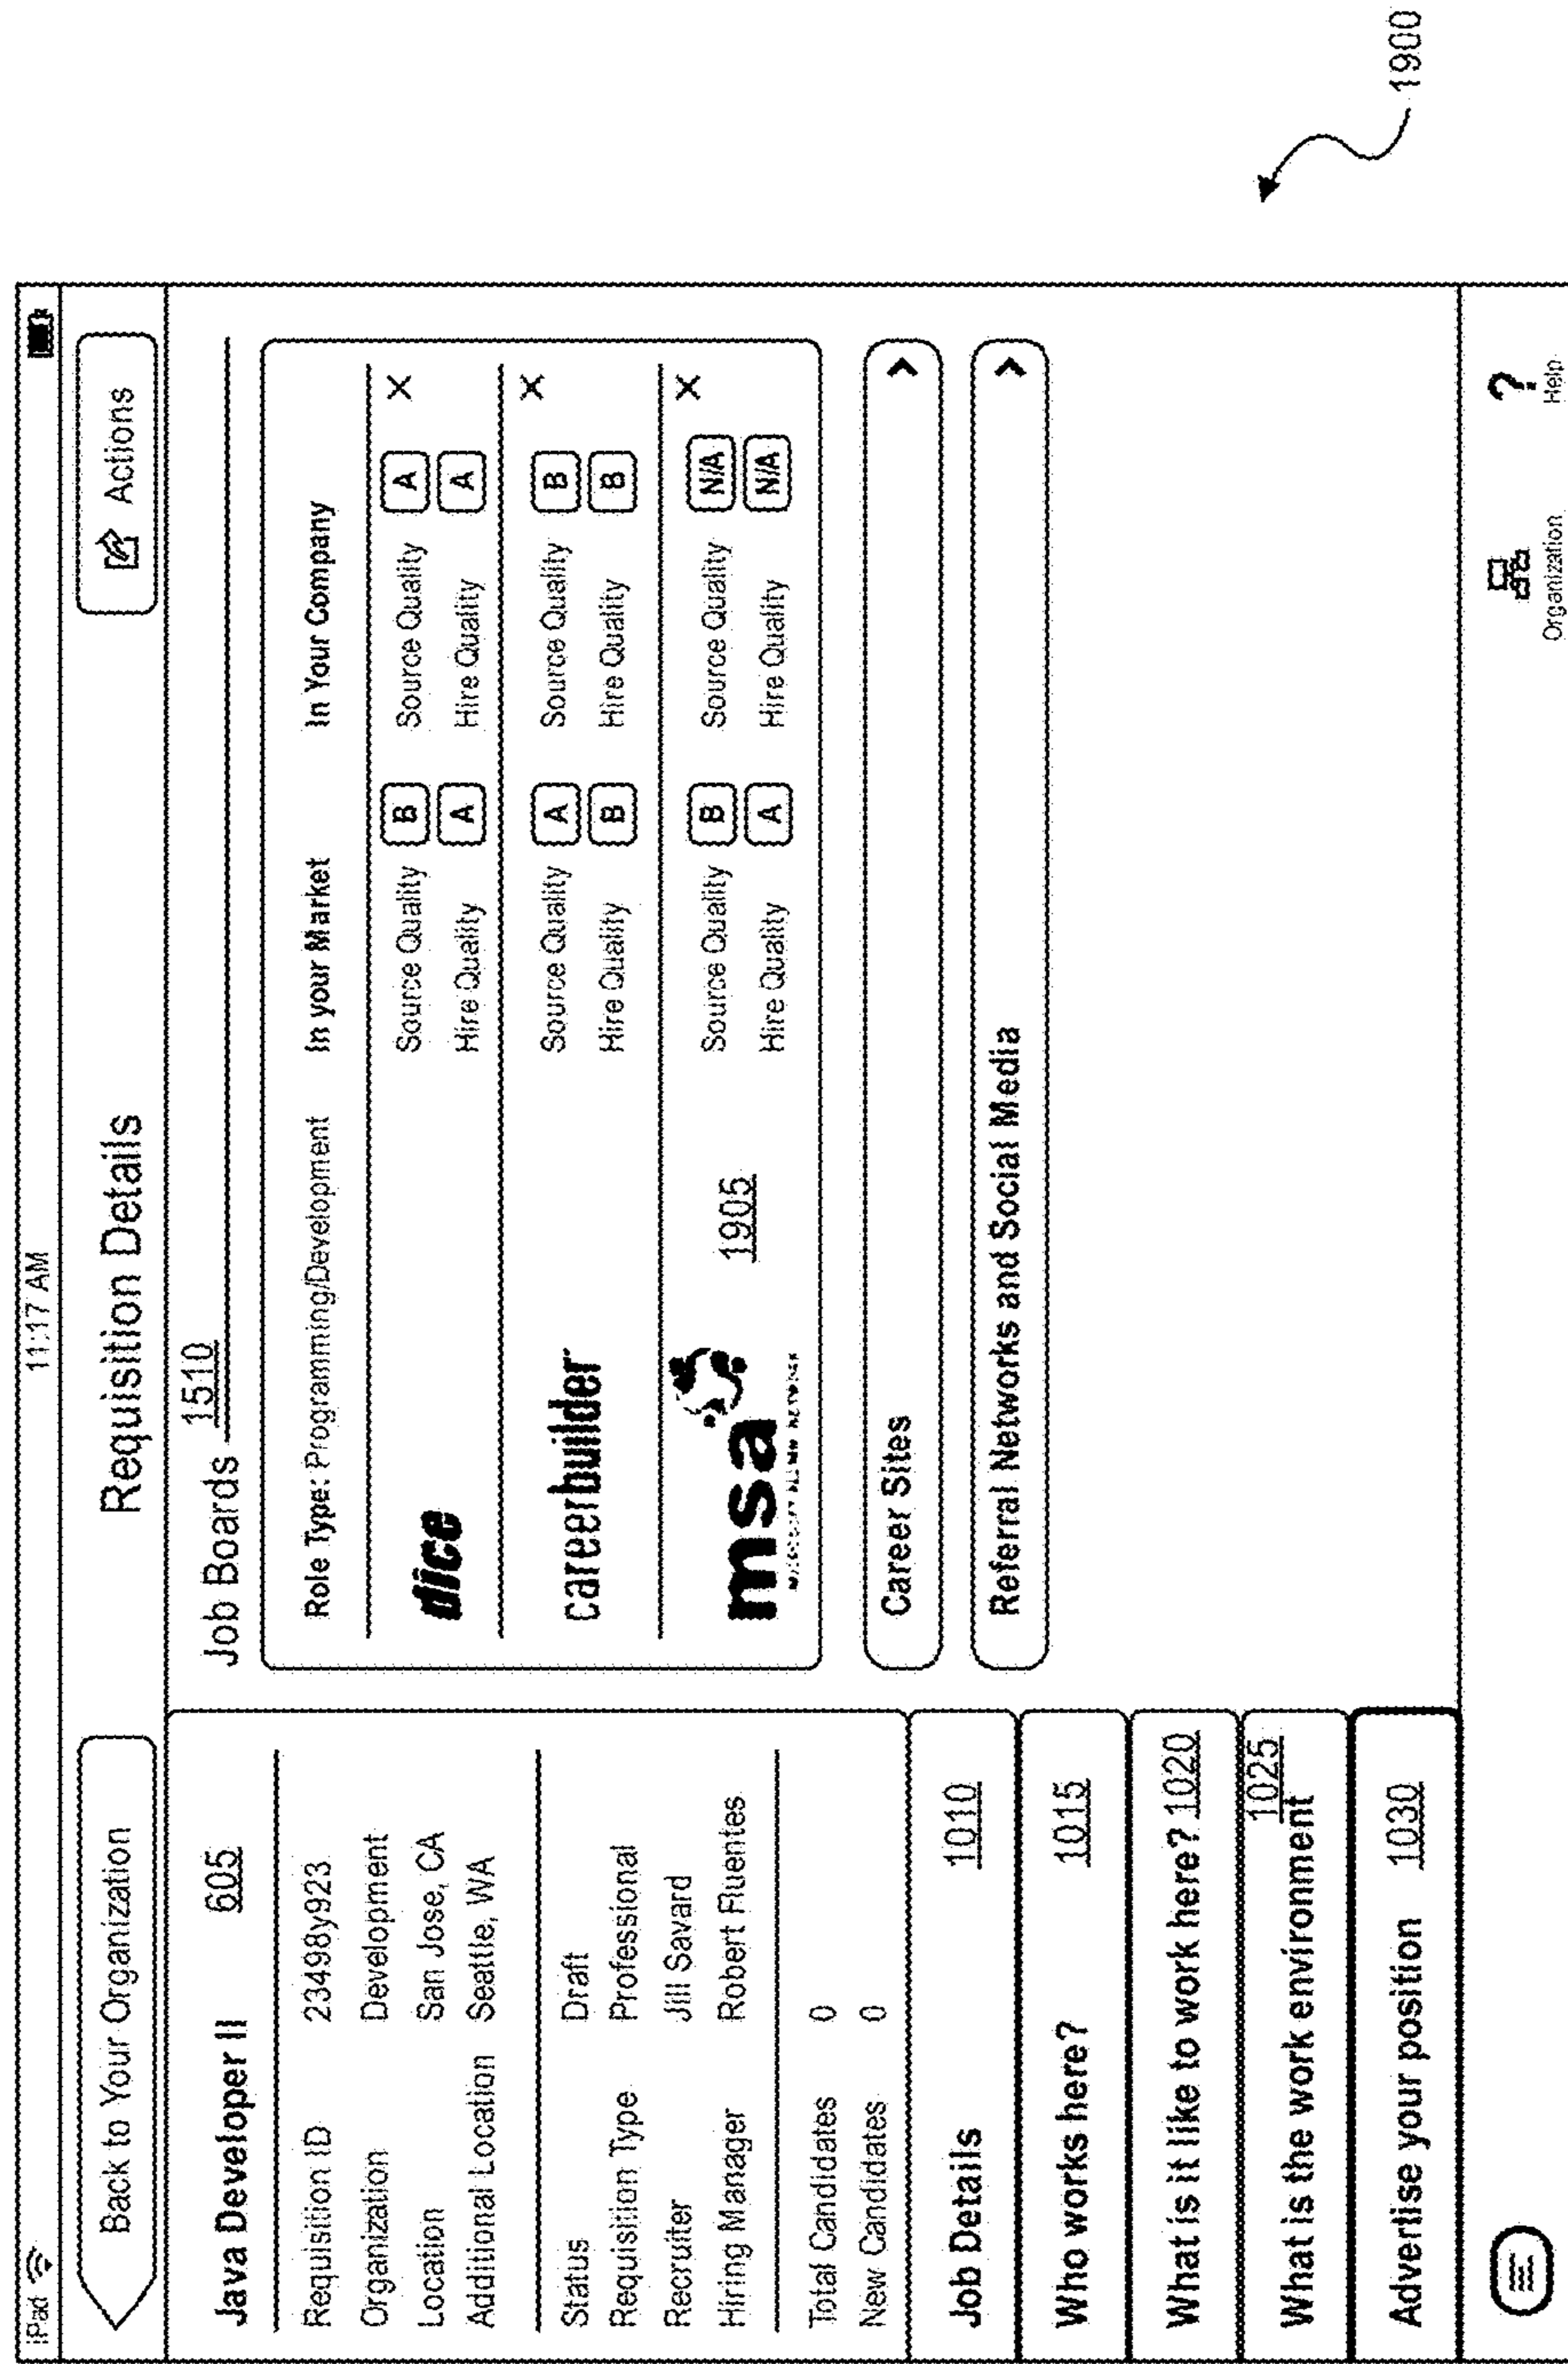 iPad
11:17 AM
Back to Your Organization
Requisition Details
Actions
Java Developer II 605
Requisition ID 23498y923
Organization Development
Location San Jose, CA
Additional Location Seattle, WA
Status Draft
Requisition Type Professional
Recruiter Jill Savard
Hiring Manager Robert Fluentes
Total Candidates 0
New Candidates 0
Job Details 1010
Who works here? 1015
What is it like to work here? 1020
1025
What is the work environment
Advertise your position 1030
Job Boards 1510
Role Type: Programming/Development In your Market In Your Company
dice
Source Quality B Source Quality A X
Hire Quality A Hire Quality A
careerbuilder
Source Quality A Source Quality B X
Hire Quality B Hire Quality B
msa 1905
Source Quality B Source Quality N/A X
Hire Quality A Hire Quality N/A
Career Sites
Referral Networks and Social Media
Organization
?
Help
1900